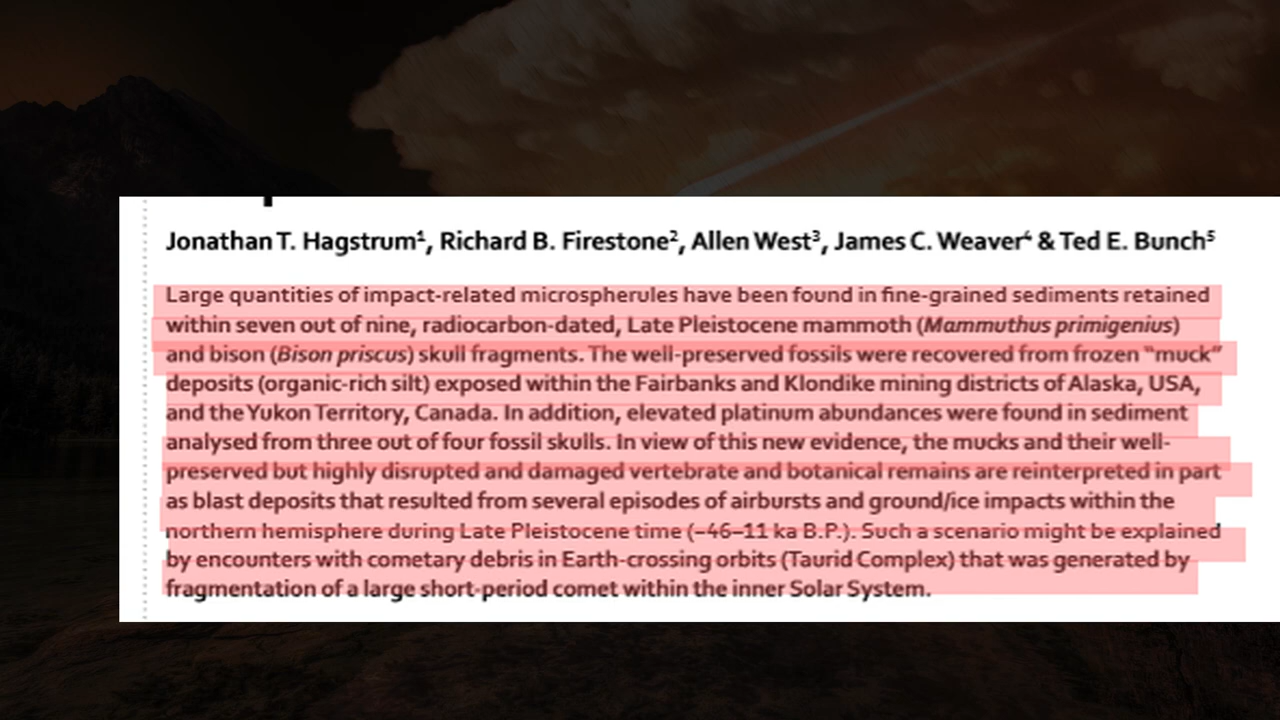 Jonathan T. Hagstrum¹, Richard B. Firestone², Allen West³, James C. Weaver⁴ & Ted E. Bunch⁵
Large quantities of impact-related microspherules have been found in fine-grained sediments retained
within seven out of nine, radiocarbon-dated, Late Pleistocene mammoth (Mammuthus primigenius)
and bison (Bison priscus) skull fragments. The well-preserved fossils were recovered from frozen "muck"
deposits (organic-rich silt) exposed within the Fairbanks and Klondike mining districts of Alaska, USA,
and the Yukon Territory, Canada. In addition, elevated platinum abundances were found in sediment
analysed from three out of four fossil skulls. In view of this new evidence, the mucks and their well-
preserved but highly disrupted and damaged vertebrate and botanical remains are reinterpreted in part
as blast deposits that resulted from several episodes of airbursts and ground/ice impacts within the
northern hemisphere during Late Pleistocene time (~46–11 ka B.P.). Such a scenario might be explained
by encounters with cometary debris in Earth-crossing orbits (Taurid Complex) that was generated by
fragmentation of a large short-period comet within the inner Solar System.